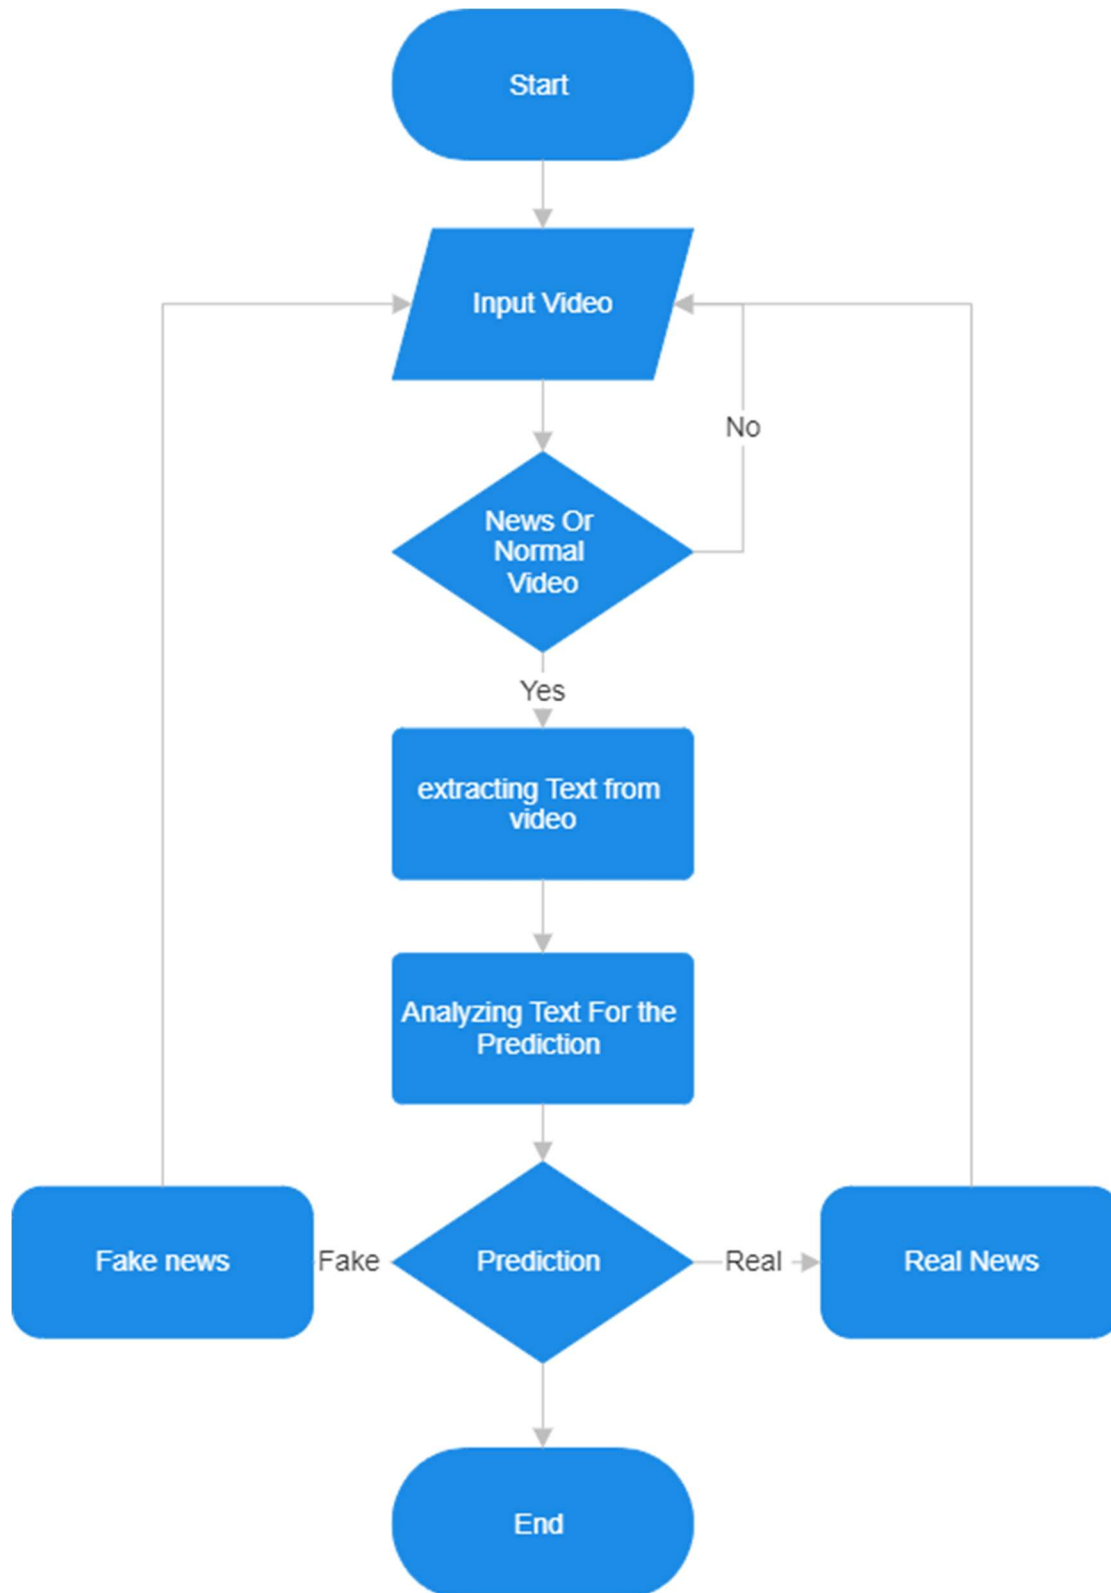 Start
Input Video
No
News Or
Normal
Video
Yes
extracting Text from
video
Analyzing Text For the
Prediction
Fake news
Fake
Prediction
Real
Real News
End